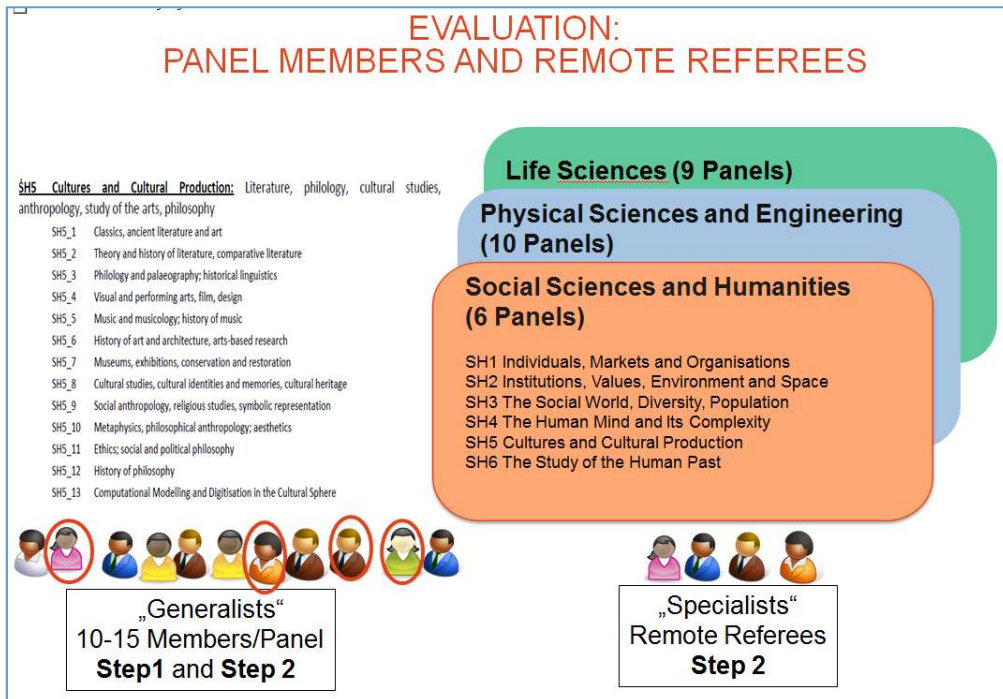 EVALUATION:
PANEL MEMBERS AND REMOTE REFEREES
SH5 Cultures and Cultural Production: Literature, philology, cultural studies,
anthropology, study of the arts, philosophy
SH5_1 Classics, ancient literature and art
SH5_2 Theory and history of literature, comparative literature
SH5_3 Philology and palaeography; historical linguistics
SH5_4 Visual and performing arts, film, design
SH5_5 Music and musicology; history of music
SH5_6 History of art and architecture, arts-based research
SH5_7 Museums, exhibitions, conservation and restoration
SH5_8 Cultural studies, cultural identities and memories, cultural heritage
SH5_9 Social anthropology, religious studies, symbolic representation
SH5_10 Metaphysics, philosophical anthropology; aesthetics
SH5_11 Ethics; social and political philosophy
SH5_12 History of philosophy
SH5_13 Computational Modelling and Digitisation in the Cultural Sphere
Life Sciences (9 Panels)
Physical Sciences and Engineering
(10 Panels)
Social Sciences and Humanities
(6 Panels)
SH1 Individuals, Markets and Organisations
SH2 Institutions, Values, Environment and Space
SH3 The Social World, Diversity, Population
SH4 The Human Mind and Its Complexity
SH5 Cultures and Cultural Production
SH6 The Study of the Human Past
„Generalists“
10-15 Members/Panel
Step1 and Step 2
„Specialists“
Remote Referees
Step 2